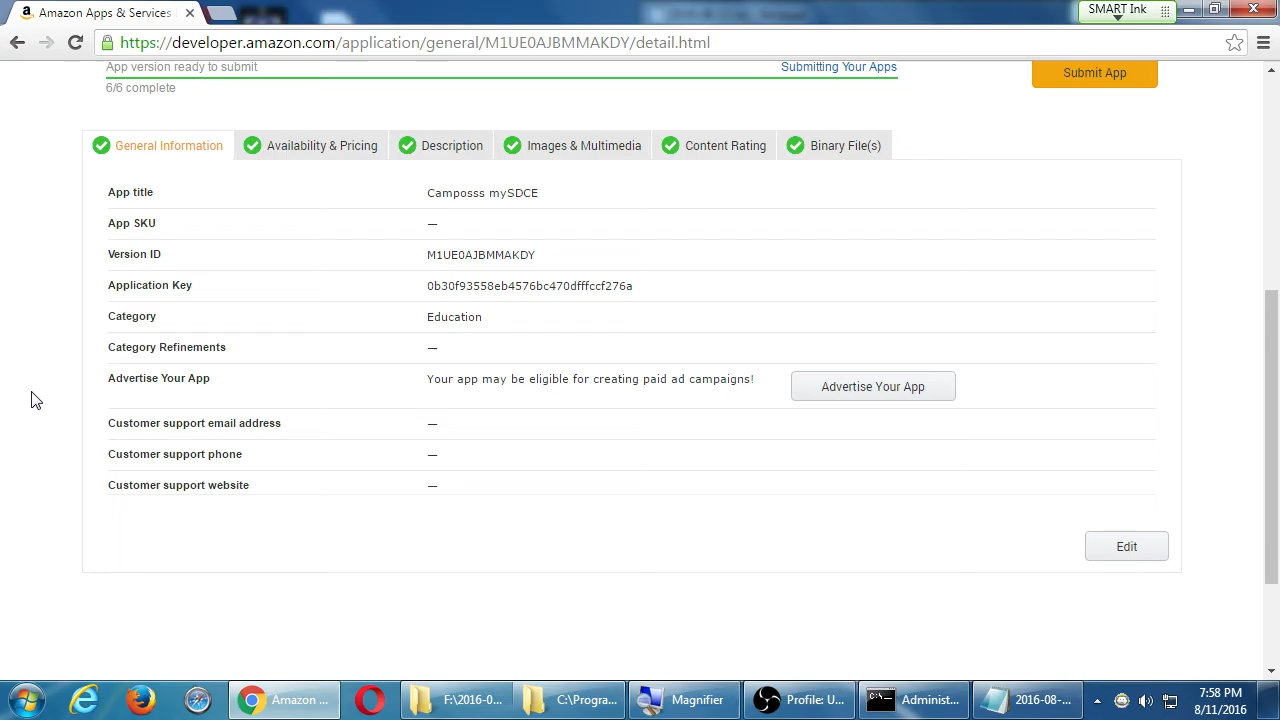 Amazon Apps & Services
SMART Ink
https://developer.amazon.com/application/general/M1UE0AJBMMAKDY/detail.html
App version ready to submit
Submitting Your Apps
Submit App
6/6 complete
General Information
Availability & Pricing
Description
Images & Multimedia
Content Rating
Binary File(s)
App title
Camposss mySDCE
App SKU
—
Version ID
M1UE0AJBMMAKDY
Application Key
0b30f93558eb4576bc470dfffccf276a
Category
Education
Category Refinements
—
Advertise Your App
Your app may be eligible for creating paid ad campaigns!
Advertise Your App
Customer support email address
—
Customer support phone
—
Customer support website
—
Edit
Amazon ...
F:\2016-0...
C:\Progra...
Magnifier
Profile: U...
Administ...
2016-08-...
7:58 PM
8/11/2016